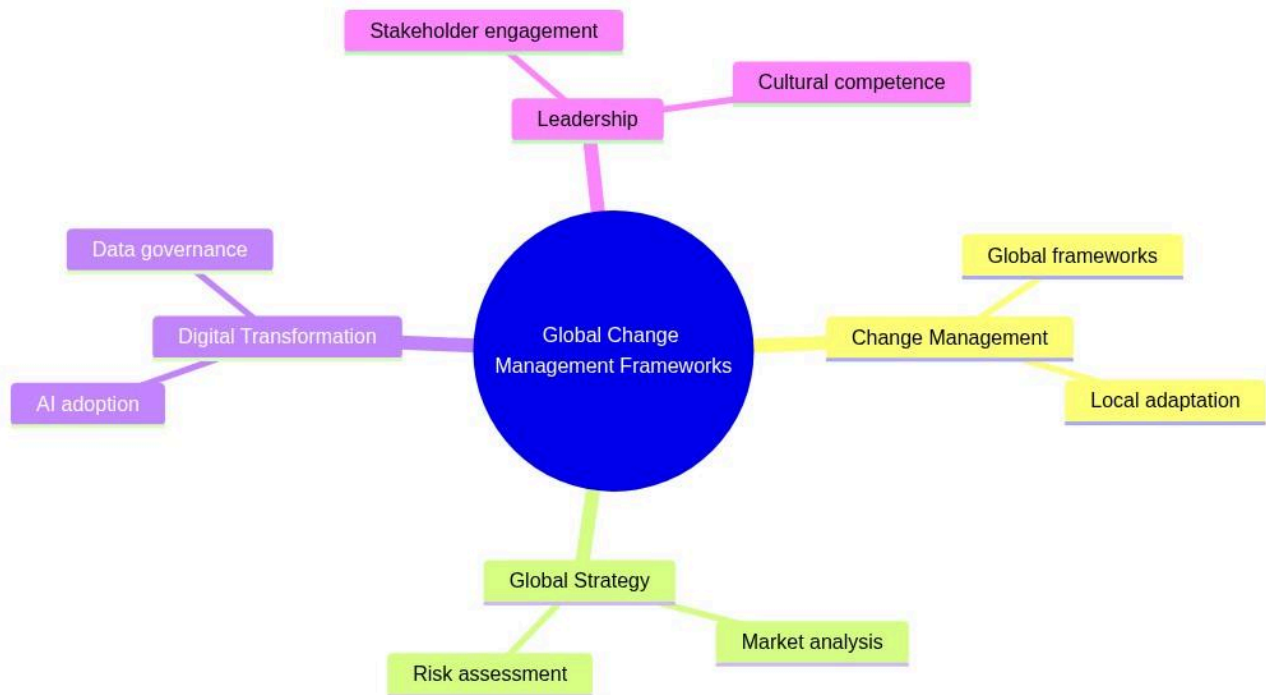 Stakeholder engagement
Cultural competence
Leadership
Data governance
Global frameworks
Digital Transformation
Global Change
Management Frameworks
Change Management
AI adoption
Local adaptation
Global Strategy
Market analysis
Risk assessment